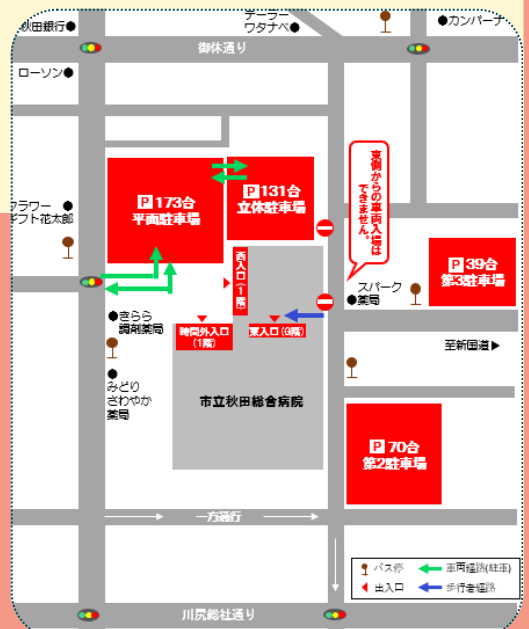 秋田銀行●
テーラー
ワタナベ●
●カンパーナ
御休通り
ローソン●
P 173台
平面駐車場
P 131台
立体駐車場
東側からの車両入場は
できません。
フラワー
ギフト花太郎
西入口(1階)
P 39台
第3駐車場
スパーク
●薬局
●きらら
調剤薬局
時間外入口
(1階)
東入口(G階)
至新国道▶
●
みどり
さわやか
薬局
市立秋田総合病院
P 70台
第2駐車場
一方通行
バス停
車両経路(駐車)
出入口
歩行者経路
川尻総社通り